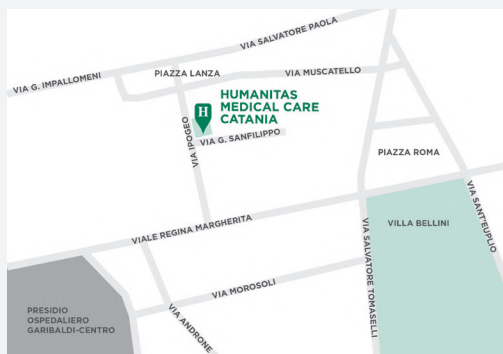 VIA SALVATORE PAOLA
VIA G. IMPALLOMENI
PIAZZA LANZA
VIA MUSCATELLO
H
HUMANITAS
MEDICAL CARE
CATANIA
VIA IPOGEO
VIA G. SANFILIPPO
PIAZZA ROMA
VIA SANT'EUPLIO
VIALE REGINA MARGHERITA
VILLA BELLINI
VIA SALVATORE TOMASELLI
VIA MOROSOLI
PRESIDIO
OSPEDALIERO
GARIBALDI-CENTRO
VIA ANDRONE